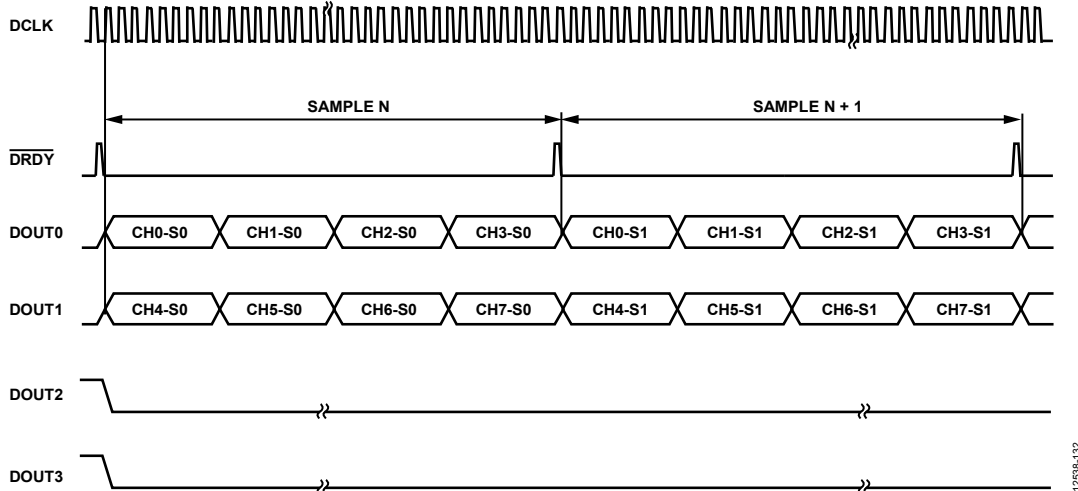 DCLK
SAMPLE N
SAMPLE N + 1
DRDY
DOUT0
CH0-S0
CH1-S0
CH2-S0
CH3-S0
CH0-S1
CH1-S1
CH2-S1
CH3-S1
DOUT1
CH4-S0
CH5-S0
CH6-S0
CH7-S0
CH4-S1
CH5-S1
CH6-S1
CH7-S1
DOUT2
DOUT3
12538-132